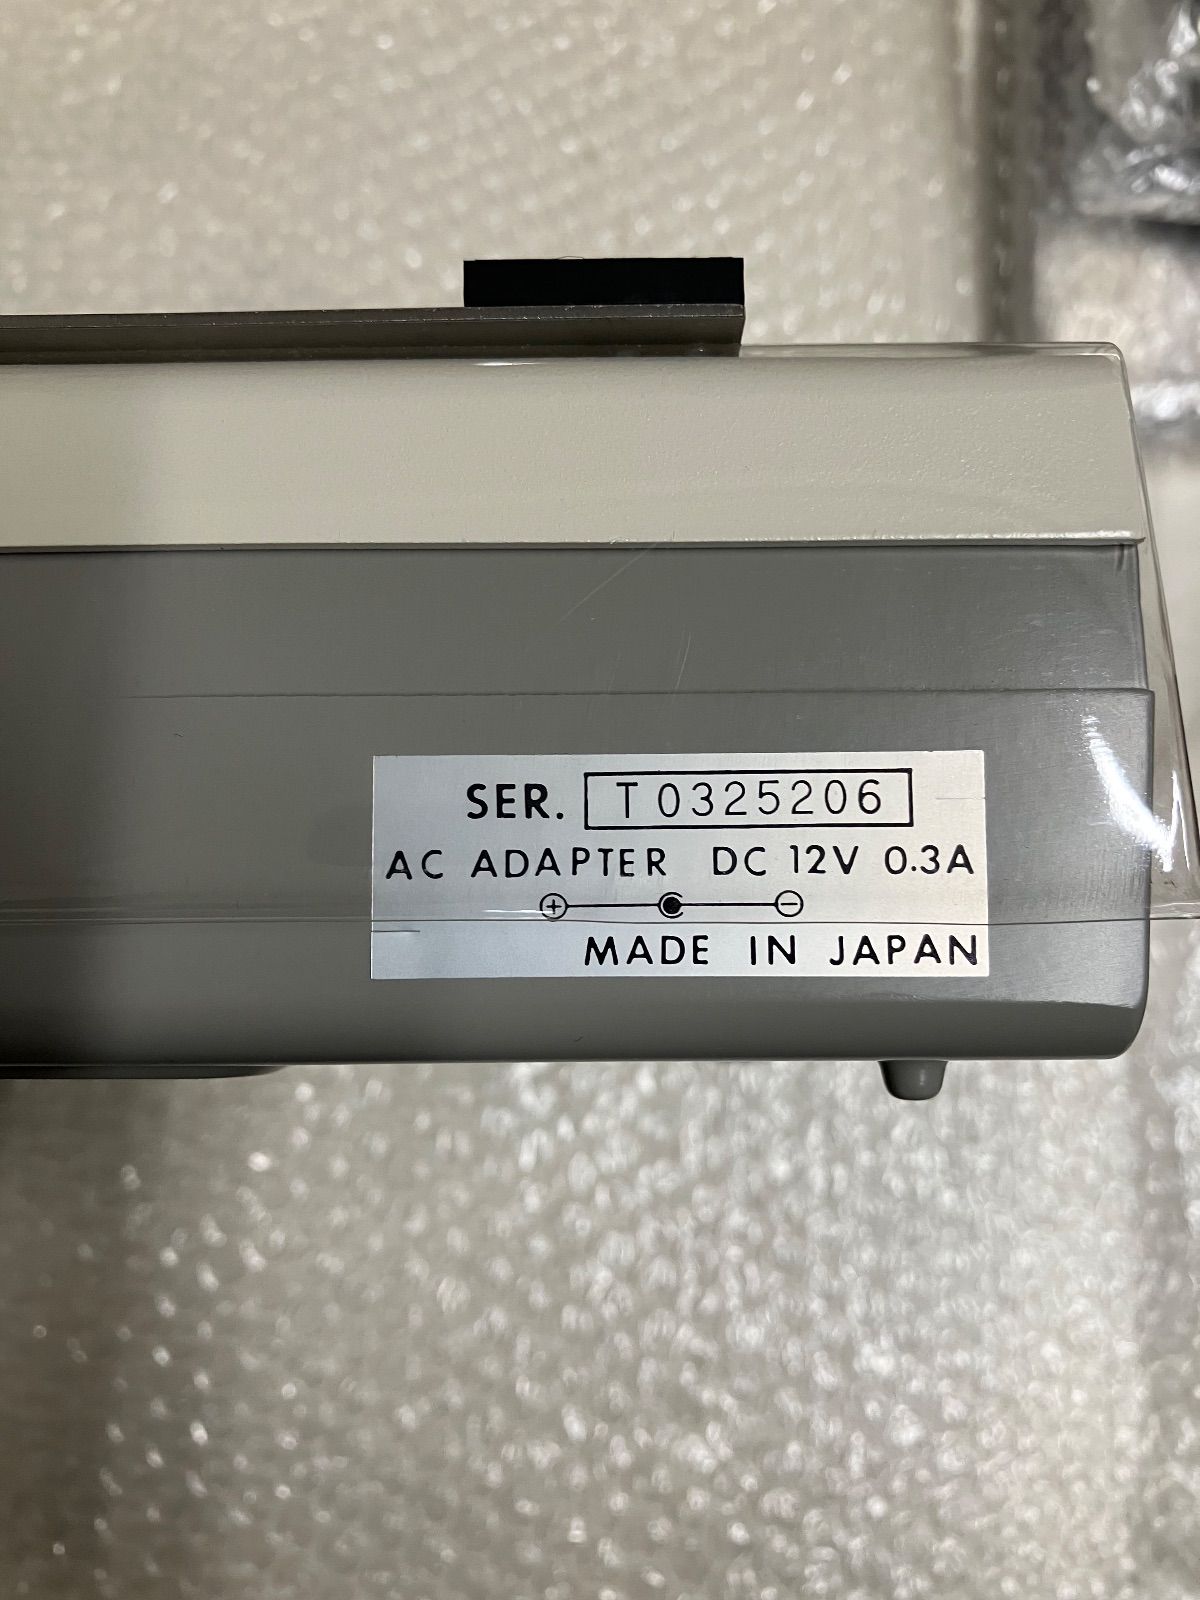 SER. T0325206
AC ADAPTER DC 12V 0.3A
MADE IN JAPAN